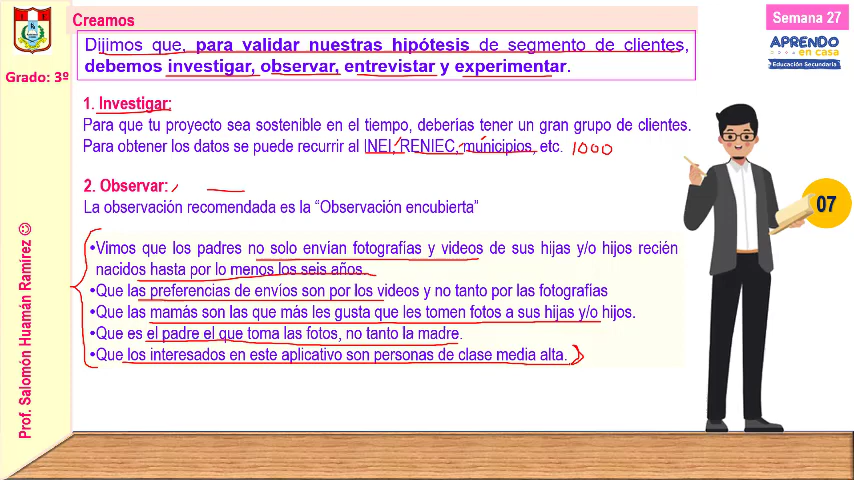 Creamos
Semana 27
APRENDO
en casa
Educación Secundaria
Grado: 3º
Dijimos que, para validar nuestras hipótesis de segmento de clientes,
debemos investigar, observar, entrevistar y experimentar.
1. Investigar:
Para que tu proyecto sea sostenible en el tiempo, deberías tener un gran grupo de clientes.
Para obtener los datos se puede recurrir al INEI, RENIEC, municipios, etc. 1000
2. Observar:
La observación recomendada es la “Observación encubierta”
07
•Vimos que los padres no solo envían fotografías y videos de sus hijas y/o hijos recién
nacidos hasta por lo menos los seis años.
•Que las preferencias de envíos son por los videos y no tanto por las fotografías
•Que las mamás son las que más les gusta que les tomen fotos a sus hijas y/o hijos.
•Que es el padre el que toma las fotos, no tanto la madre.
•Que los interesados en este aplicativo son personas de clase media alta.
Prof. Salomón Huamán Ramírez ☺